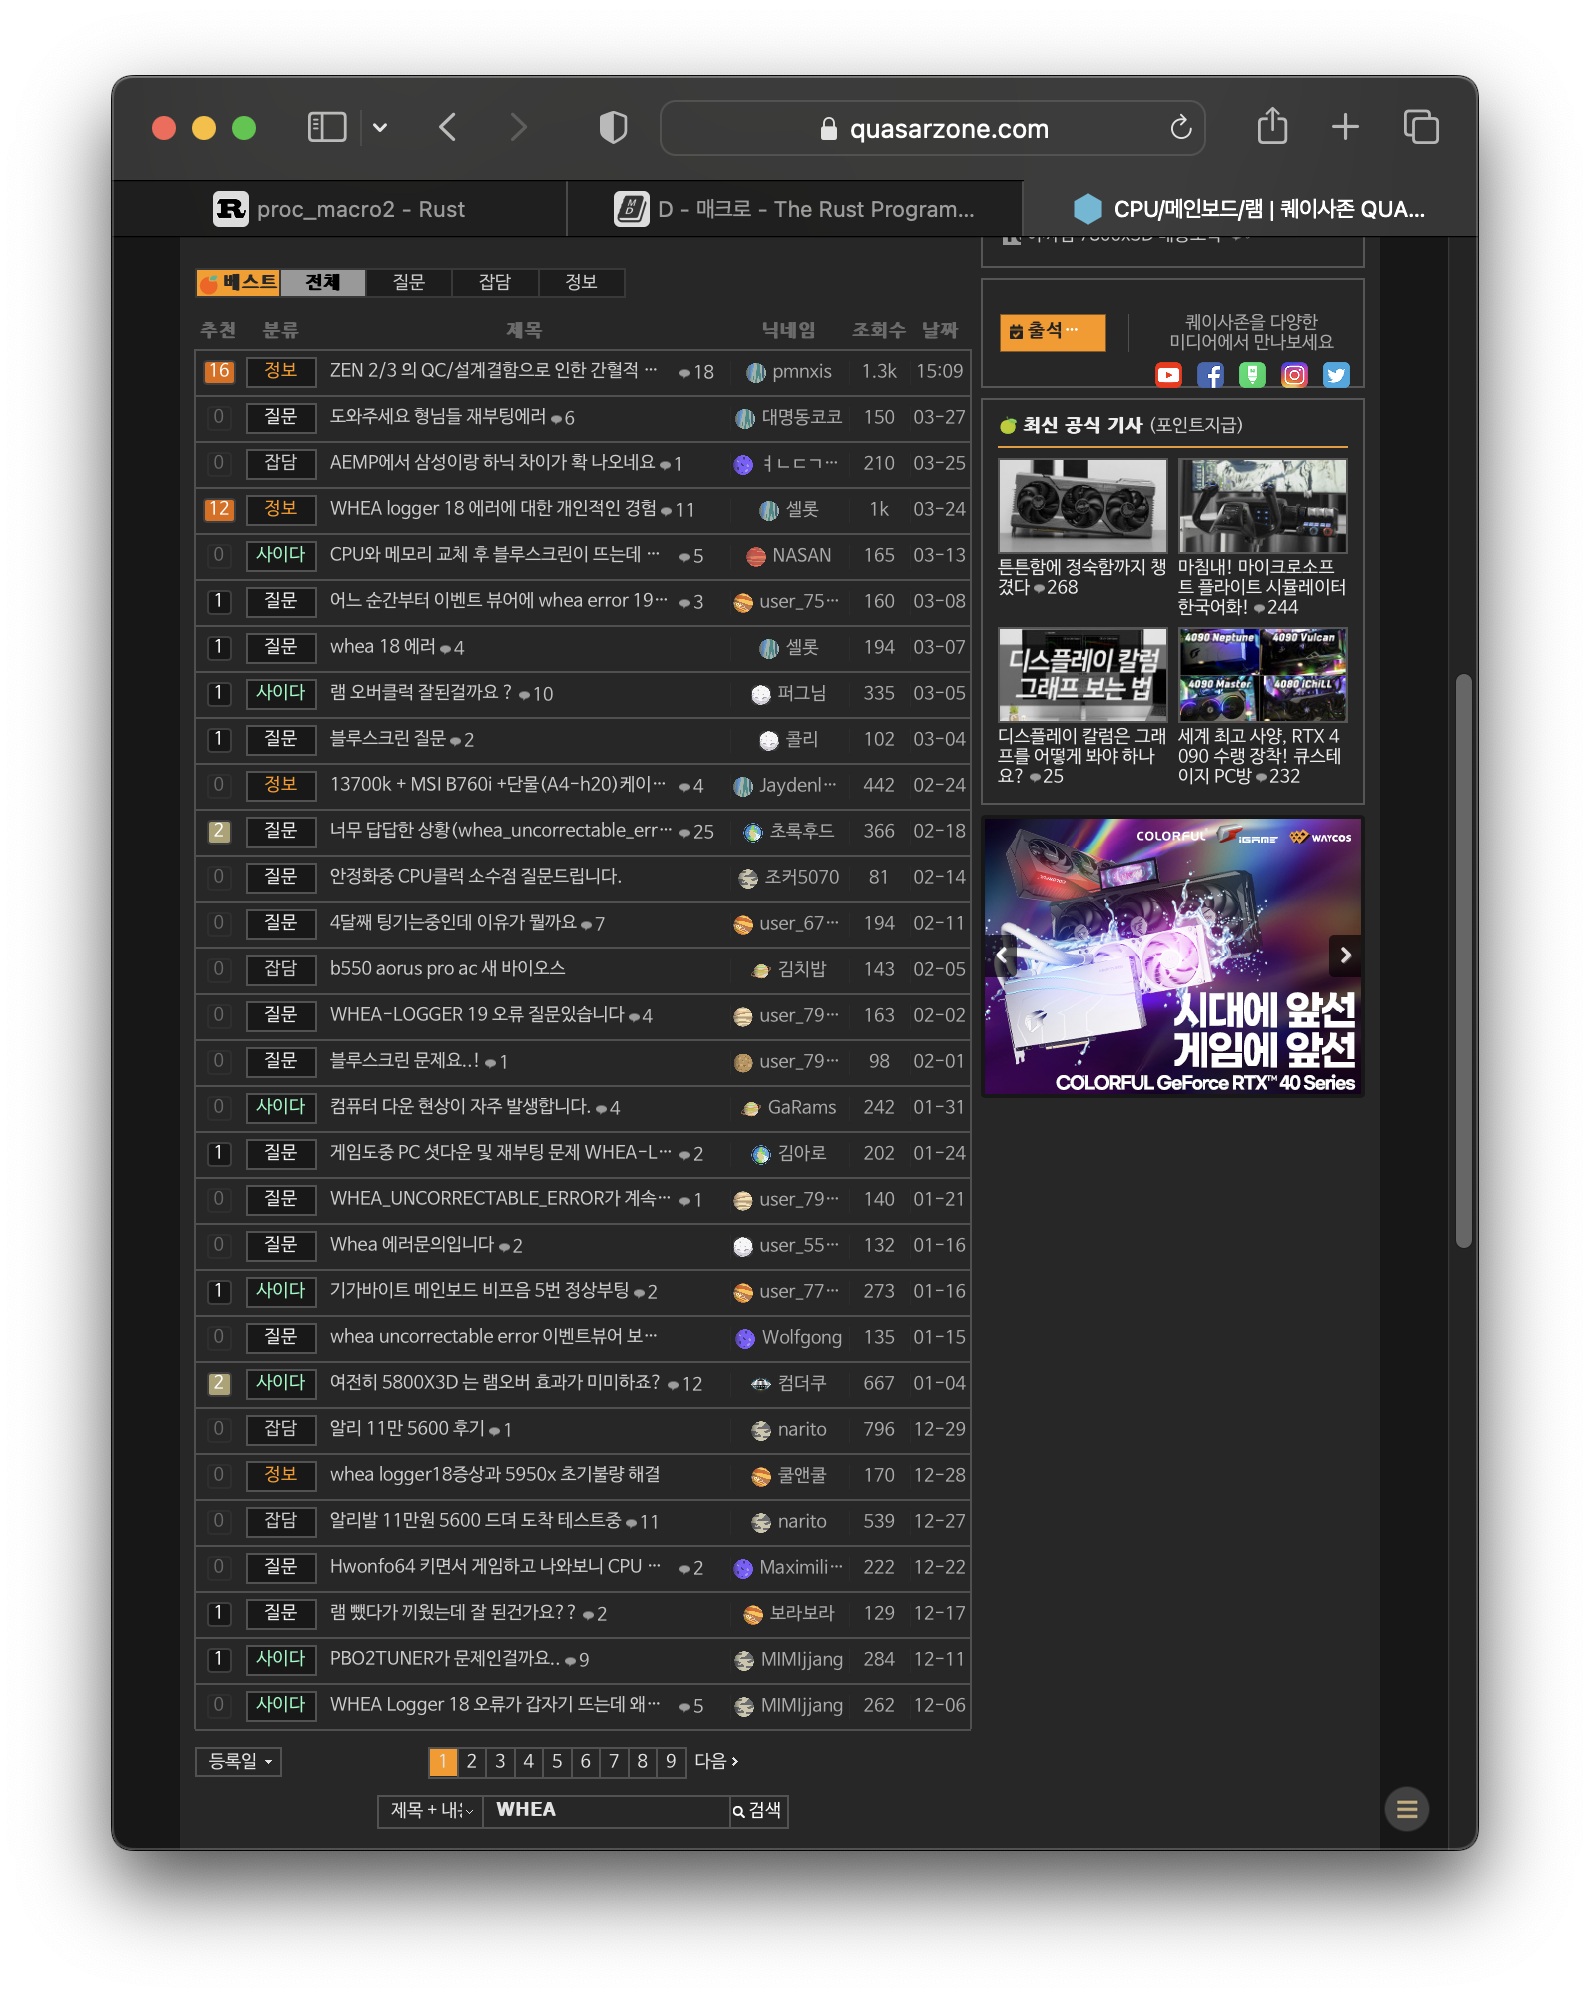 quasarzone.com
proc_macro2 - Rust
D - 매크로 - The Rust Program...
CPU/메인보드/램 | 퀘이사존 QUA...
베스트 전체 질문 잡담 정보
추천 분류 제목 닉네임 조회수 날짜
16 정보 ZEN 2/3 의 QC/설계결함으로 인한 간헐적 … 18 pmnxis 1.3k 15:09
0 질문 도와주세요 형님들 재부팅에러 6 대명동코코 150 03-27
0 잡담 AEMP에서 삼성이랑 하닉 차이가 확 나오네요 1 ㅕㄴㄷㄱ… 210 03-25
12 정보 WHEA logger 18 에러에 대한 개인적인 경험 11 셀롯 1k 03-24
0 사이다 CPU와 메모리 교체 후 블루스크린이 뜨는데 … 5 NASAN 165 03-13
1 질문 어느 순간부터 이벤트 뷰어에 whea error 19… 3 user_75… 160 03-08
1 질문 whea 18 에러 4 셀롯 194 03-07
1 사이다 램 오버클럭 잘된걸까요 ? 10 퍼그님 335 03-05
1 질문 블루스크린 질문 2 콜리 102 03-04
0 정보 13700k + MSI B760i +단물(A4-h20)케이… 4 Jaydenl… 442 02-24
2 질문 너무 답답한 상황(whea_uncorrectable_err… 25 초록후드 366 02-18
0 질문 안정화중 CPU클럭 소수점 질문드립니다. 조커5070 81 02-14
0 질문 4달째 팅기는중인데 이유가 뭘까요 7 user_67… 194 02-11
0 잡담 b550 aorus pro ac 새 바이오스 김치밥 143 02-05
0 질문 WHEA-LOGGER 19 오류 질문있습니다 4 user_79… 163 02-02
0 질문 블루스크린 문제요..! 1 user_79… 98 02-01
0 사이다 컴퓨터 다운 현상이 자주 발생합니다. 4 GaRams 242 01-31
1 질문 게임도중 PC 셧다운 및 재부팅 문제 WHEA-L… 2 김아로 202 01-24
0 질문 WHEA_UNCORRECTABLE_ERROR가 계속… 1 user_79… 140 01-21
0 질문 Whea 에러문의입니다 2 user_55… 132 01-16
1 사이다 기가바이트 메인보드 비프음 5번 정상부팅 2 user_77… 273 01-16
0 질문 whea uncorrectable error 이벤트뷰어 보… Wolfgong 135 01-15
2 사이다 여전히 5800X3D 는 램오버 효과가 미미하죠? 12 컴더쿠 667 01-04
0 잡담 알리 11만 5600 후기 1 narito 796 12-29
0 정보 whea logger18증상과 5950x 초기불량 해결 쿨앤쿨 170 12-28
0 잡담 알리발 11만원 5600 드뎌 도착 테스트중 11 narito 539 12-27
0 질문 Hwonfo64 키면서 게임하고 나와보니 CPU … 2 Maximili… 222 12-22
1 질문 램 뺐다가 끼웠는데 잘 된건가요?? 2 보라보라 129 12-17
1 사이다 PBO2TUNER가 문제인걸까요.. 9 MIMIjjang 284 12-11
0 사이다 WHEA Logger 18 오류가 갑자기 뜨는데 왜… 5 MIMIjjang 262 12-06
등록일 1 2 3 4 5 6 7 8 9 다음
제목 + 내 WHEA 검색
출석…
퀘이사존을 다양한
미디어에서 만나보세요
최신 공식 기사 (포인트지급)
튼튼함에 정숙함까지 챙
겼다 268
마침내! 마이크로소프
트 플라이트 시뮬레이터
한국어화! 244
디스플레이 칼럼
그래프 보는 법
4090 Neptune 4090 Vulcan
4090 Master 4080 iChiLL
디스플레이 칼럼은 그래
프를 어떻게 봐야 하나
요? 25
세계 최고 사양, RTX 4
090 수랭 장착! 큐스테
이지 PC방 232
COLORFUL iGAME WAYCOS
시대에 앞선
게임에 앞선
COLORFUL GeForce RTX™ 40 Series